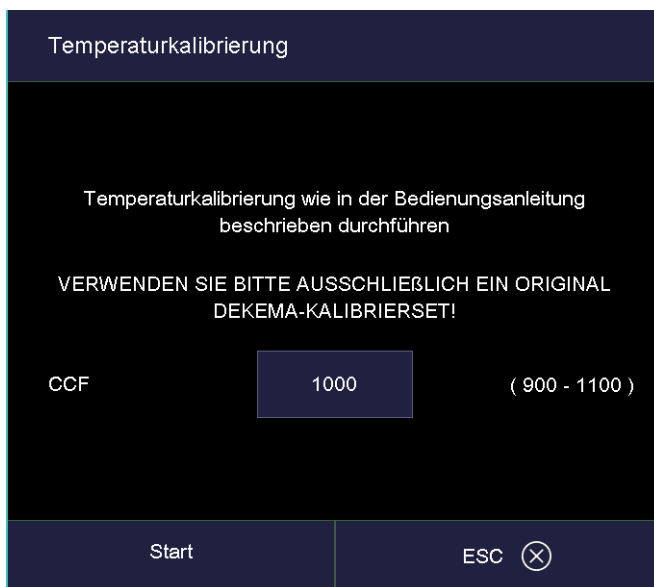 Temperaturkalibrierung
Temperaturkalibrierung wie in der Bedienungsanleitung
beschrieben durchführen
VERWENDEN SIE BITTE AUSSCHLIEßLICH EIN ORIGINAL
DEKEMA-KALIBRIERSET!
CCF 1000 ( 900 - 1100 )
Start ESC